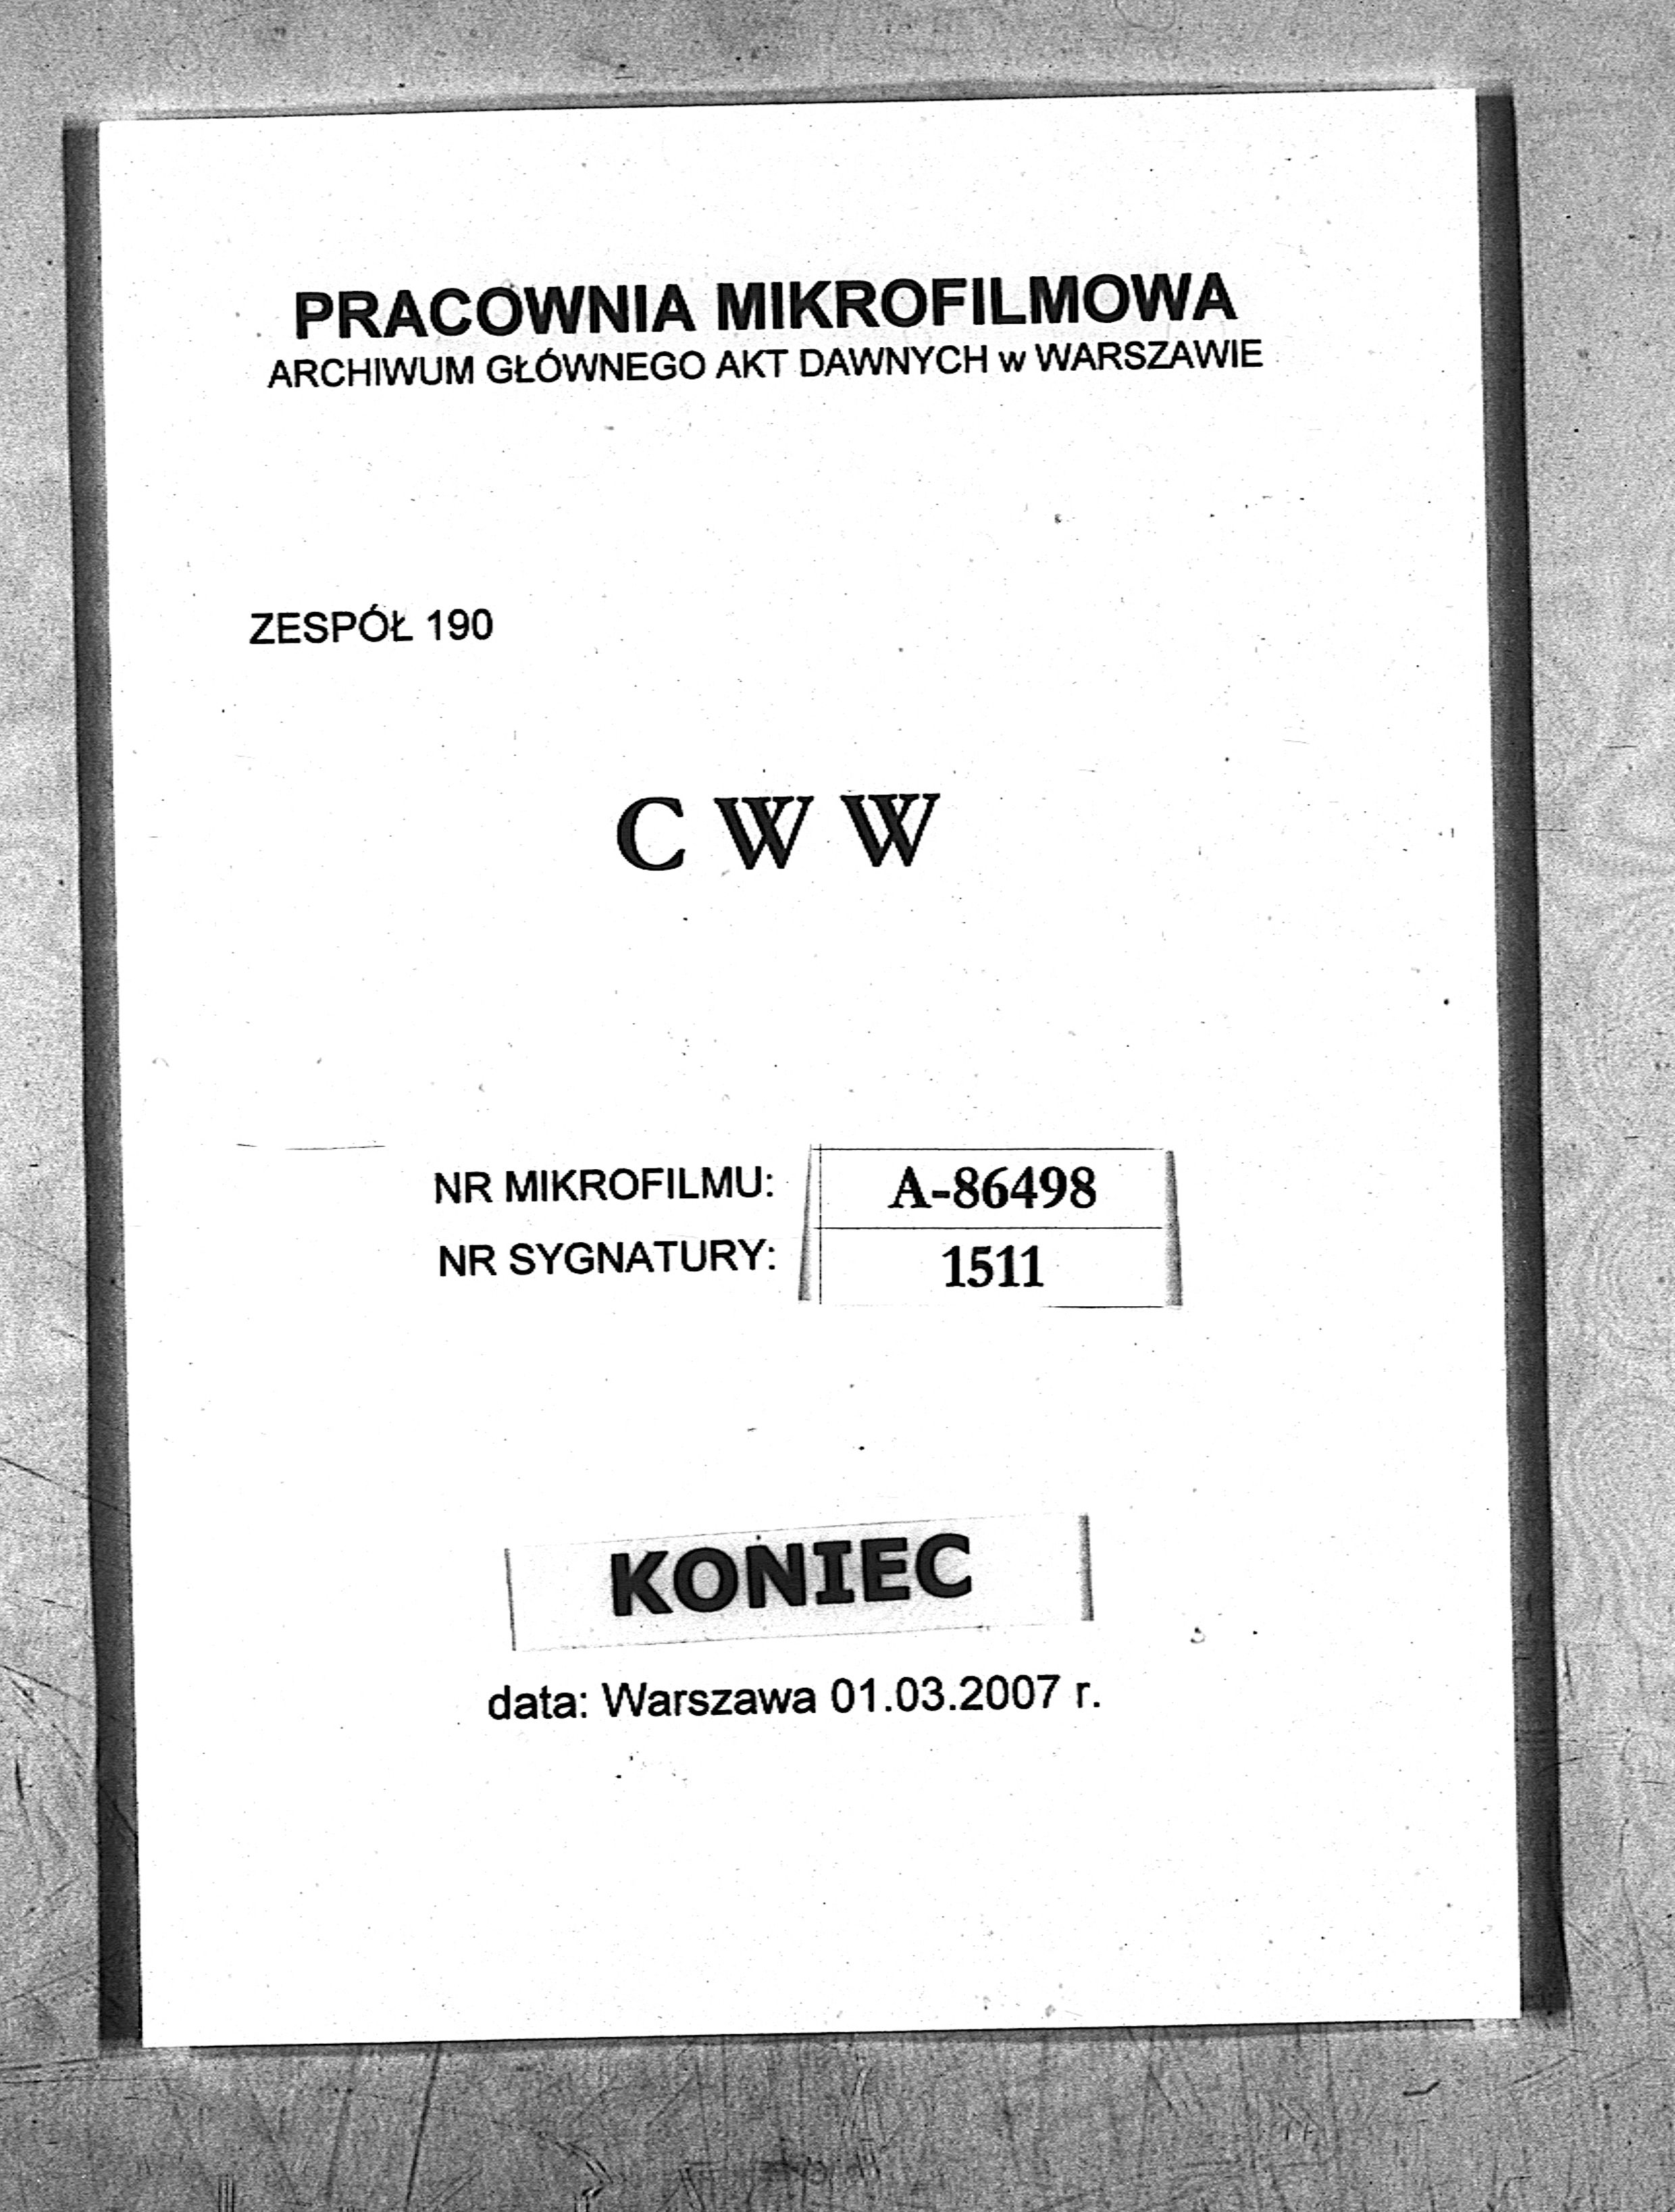 PRACOWNIA MIKROFILMOWA
ARCHIWUM GŁÓWNEGO AKT DAWNYCH w WARSZAWIE
ZESPÓŁ 190
C W W
NR MIKROFILMU: A-86498
NR SYGNATURY: 1511
KONIEC
data: Warszawa 01.03.2007 r.